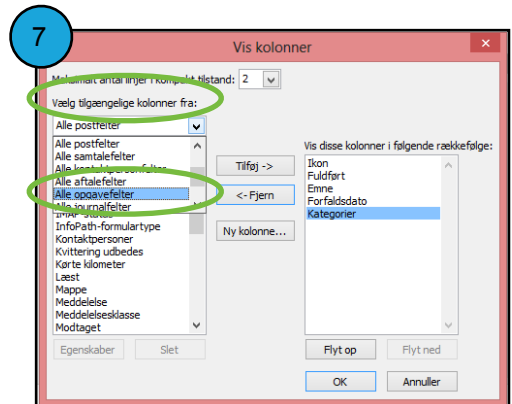 7
Vis kolonner
Maksimalt antal linjer i kompakt tilstand: 2
Vælg tilgængelige kolonner fra:
Alle postfelter
Alle postfelter
Alle samtalefelter
Alle kontaktpersonfelter
Alle aftalefelter
Alle opgavefelter
Alle journalfelter
IMAP-status
InfoPath-formulartype
Kontaktpersoner
Kvittering udbedes
Kørte kilometer
Læst
Mappe
Meddelelse
Meddelelsesklasse
Modtaget
Egenskaber
Slet
Tilføj ->
<- Fjern
Ny kolonne...
Vis disse kolonner i følgende rækkefølge:
Ikon
Fuldført
Emne
Forfaldsdato
Kategorier
Flyt op
Flyt ned
OK
Annuller